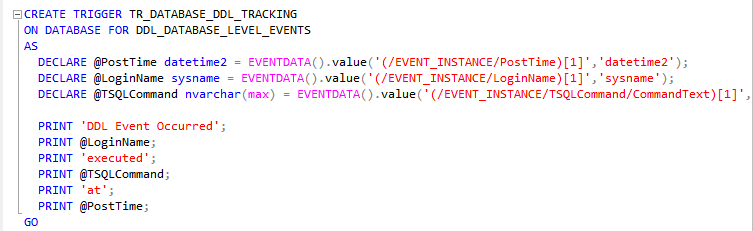 CREATE TRIGGER TR_DATABASE_DDL_TRACKING
ON DATABASE FOR DDL_DATABASE_LEVEL_EVENTS
AS
DECLARE @PostTime datetime2 = EVENTDATA().value('(/EVENT_INSTANCE/PostTime)[1]','datetime2');
DECLARE @LoginName sysname = EVENTDATA().value('(/EVENT_INSTANCE/LoginName)[1]','sysname');
DECLARE @TSQLCommand nvarchar(max) = EVENTDATA().value('(/EVENT_INSTANCE/TSQLCommand/CommandText)[1]',
PRINT 'DDL Event Occurred';
PRINT @LoginName;
PRINT 'executed';
PRINT @TSQLCommand;
PRINT 'at';
PRINT @PostTime;
GO